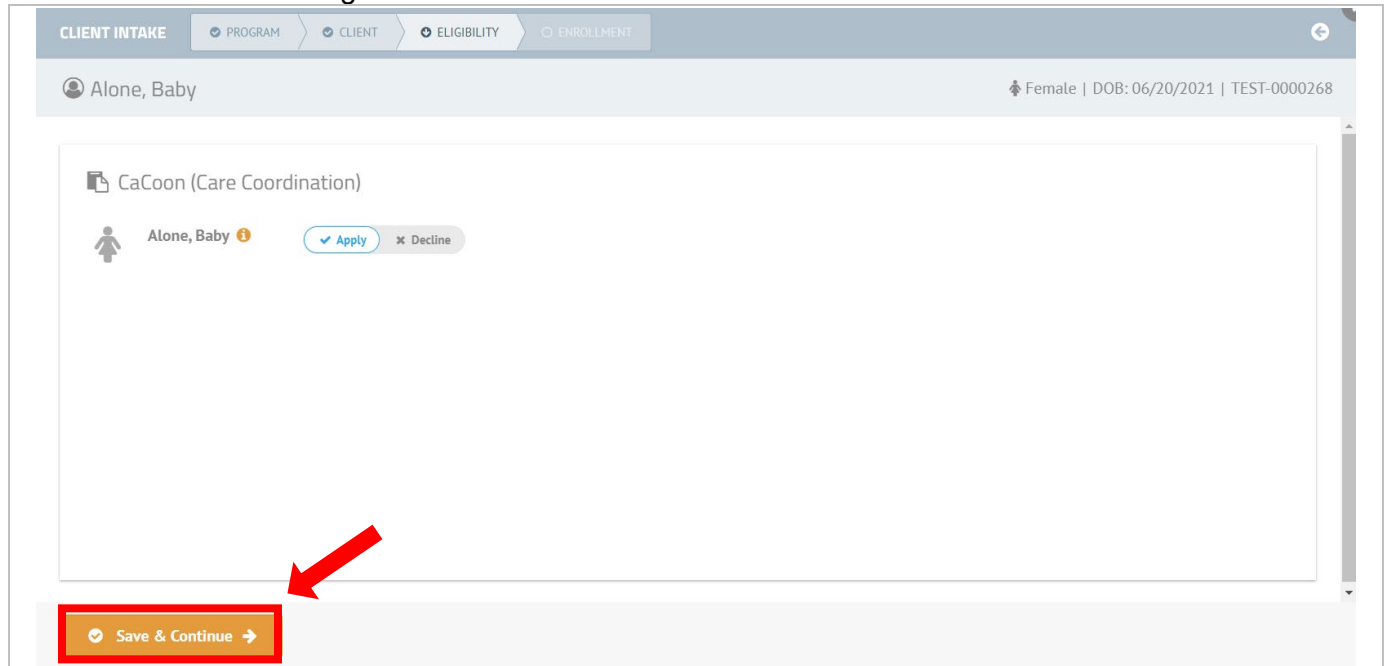 CLIENT INTAKE PROGRAM CLIENT ELIGIBILITY ENROLLMENT
Alone, Baby Female | DOB: 06/20/2021 | TEST-0000268
CaCoon (Care Coordination)
Alone, Baby Apply Decline
Save & Continue